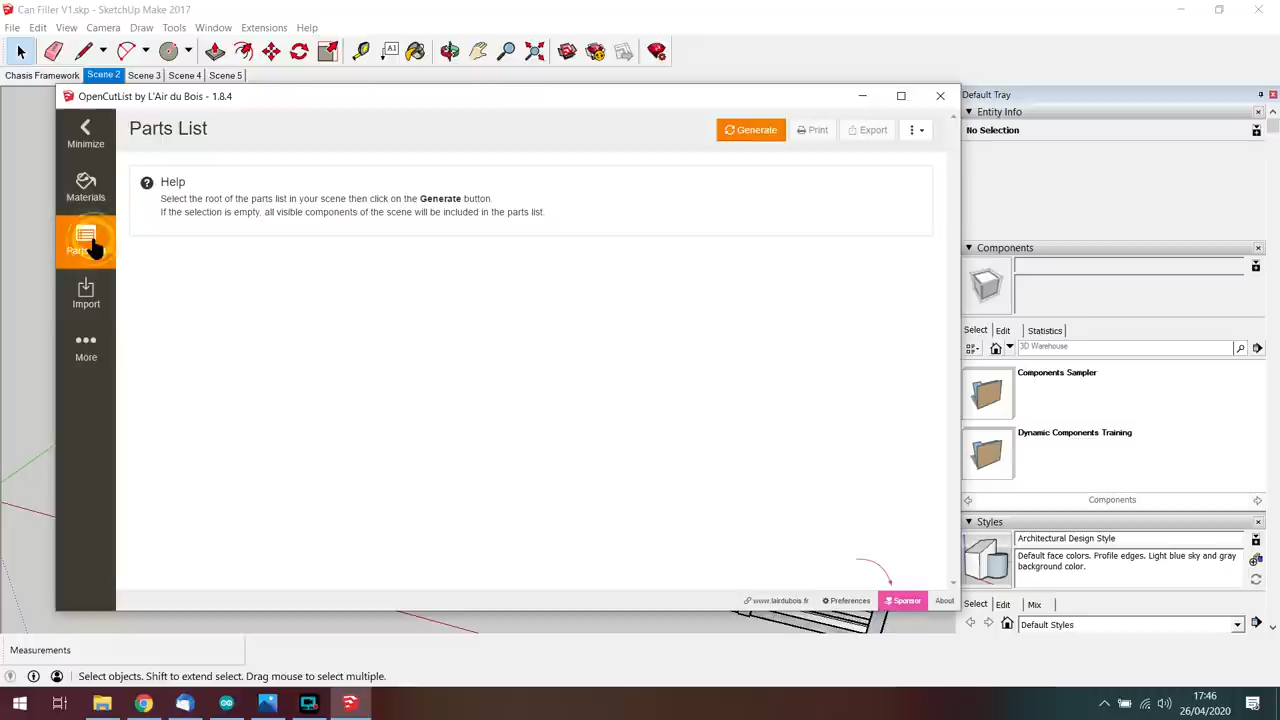 Can Filler V1.skp - SketchUp Make 2017
File Edit View Camera Draw Tools Window Extensions Help
Chasis Framework Scene 2 Scene 3 Scene 4 Scene 5
OpenCutList by L'Air du Bois - 1.8.4
Minimize
Materials
Import
More
Parts List
Generate Print Export
Help
Select the root of the parts list in your scene then click on the Generate button.
If the selection is empty, all visible components of the scene will be included in the parts list.
www.lairdubois.fr Preferences Sponsor About
Default Tray
Entity Info
No Selection
Components
Select Edit Statistics
3D Warehouse
Components Sampler
Dynamic Components Training
Components
Styles
Architectural Design Style
Default face colors. Profile edges. Light blue sky and gray
background color.
Select Edit Mix
Default Styles
Measurements
Select objects. Shift to extend select. Drag mouse to select multiple.
17:46
26/04/2020